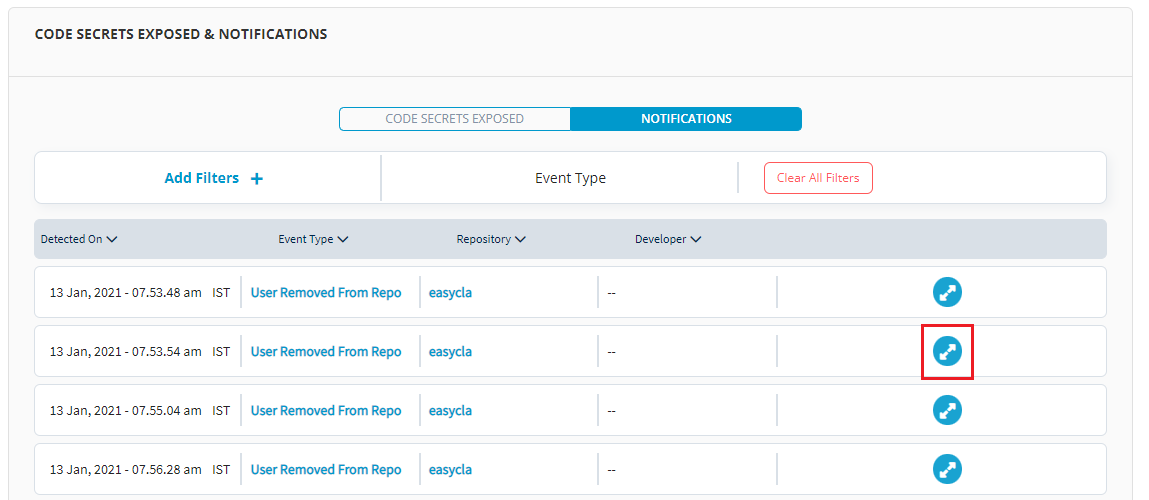 CODE SECRETS EXPOSED & NOTIFICATIONS
CODE SECRETS EXPOSED NOTIFICATIONS
Add Filters + Event Type Clear All Filters
Detected On Event Type Repository Developer
13 Jan, 2021 - 07.53.48 am IST User Removed From Repo easycla --
13 Jan, 2021 - 07.53.54 am IST User Removed From Repo easycla --
13 Jan, 2021 - 07.55.04 am IST User Removed From Repo easycla --
13 Jan, 2021 - 07.56.28 am IST User Removed From Repo easycla --